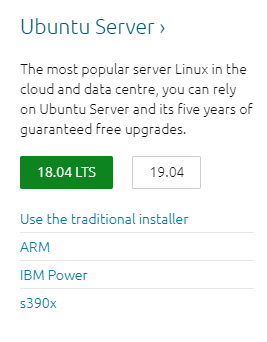 Ubuntu Server ›
The most popular server Linux in the
cloud and data centre, you can rely
on Ubuntu Server and its five years of
guaranteed free upgrades.
18.04 LTS
19.04
Use the traditional installer
ARM
IBM Power
s390x